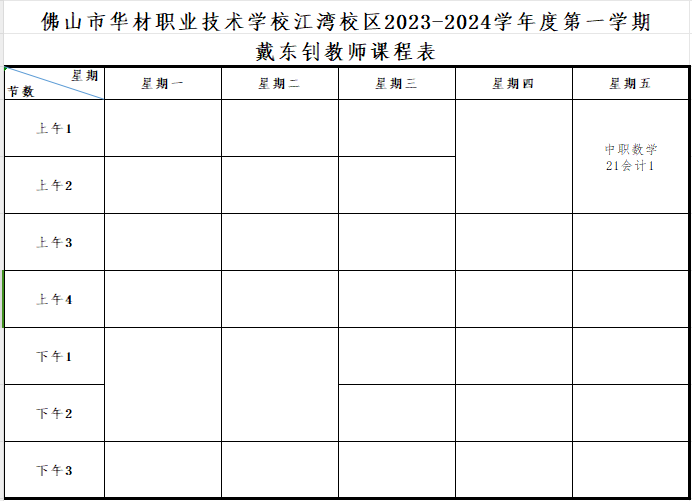 佛山市华材职业技术学校江湾校区2023-2024学年度第一学期
戴东钊教师课程表
星期
节数
星期一 星期二 星期三 星期四 星期五
上午1
中职数学
21会计1
上午2
上午3
上午4
下午1
下午2
下午3